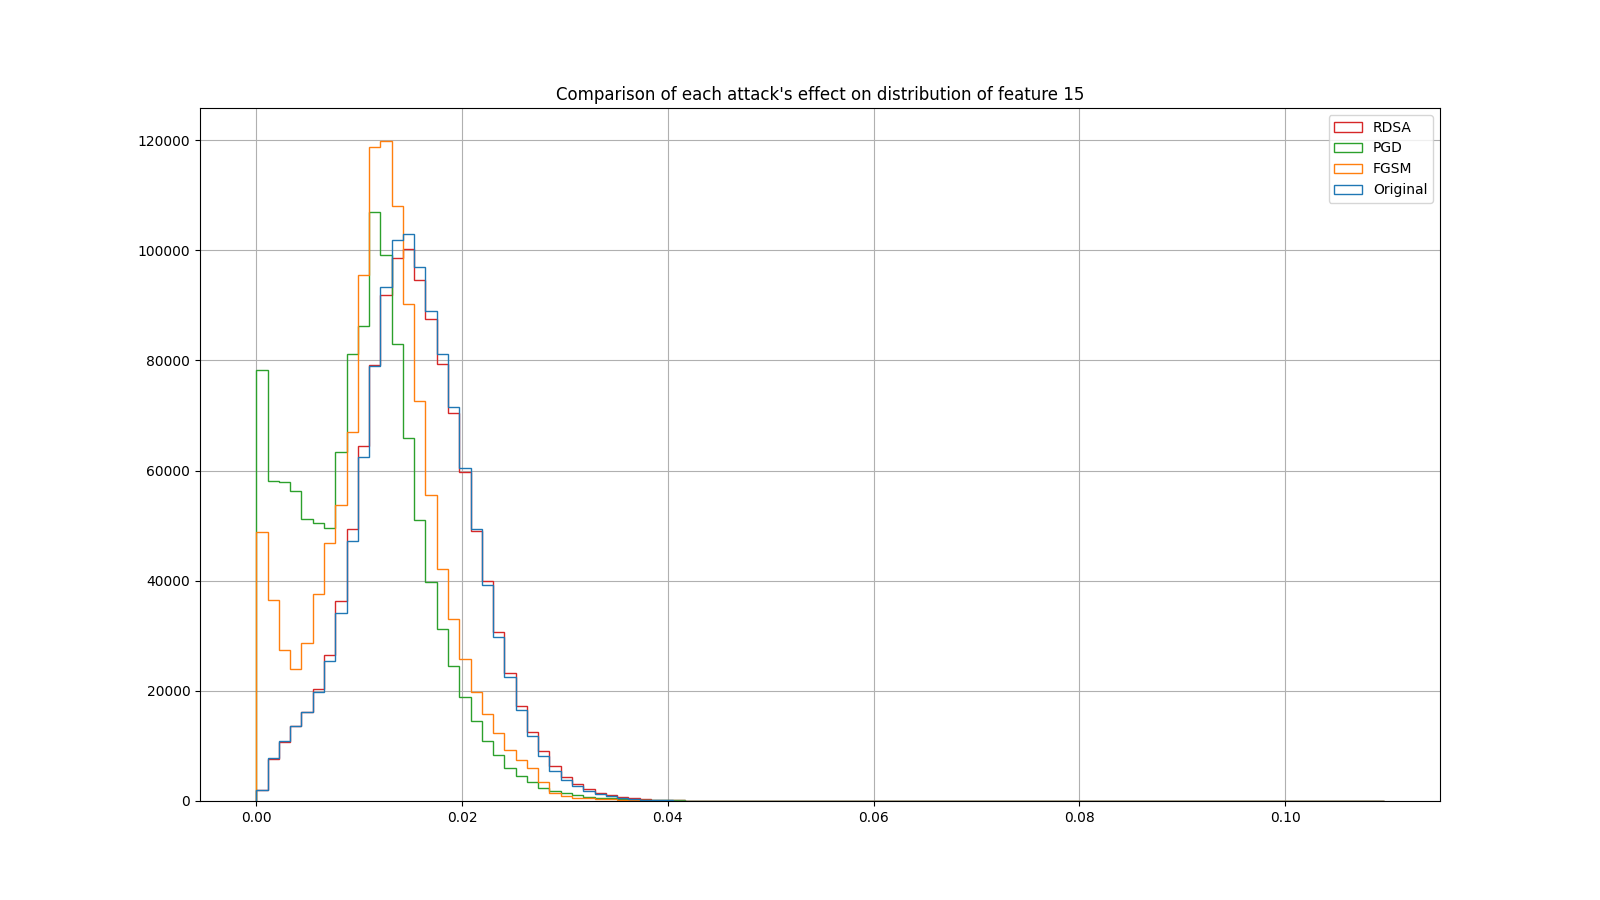 Comparison of each attack's effect on distribution of feature 15
RDSA
PGD
FGSM
Original
120000
100000
80000
60000
40000
20000
0
0.00 0.02 0.04 0.06 0.08 0.10